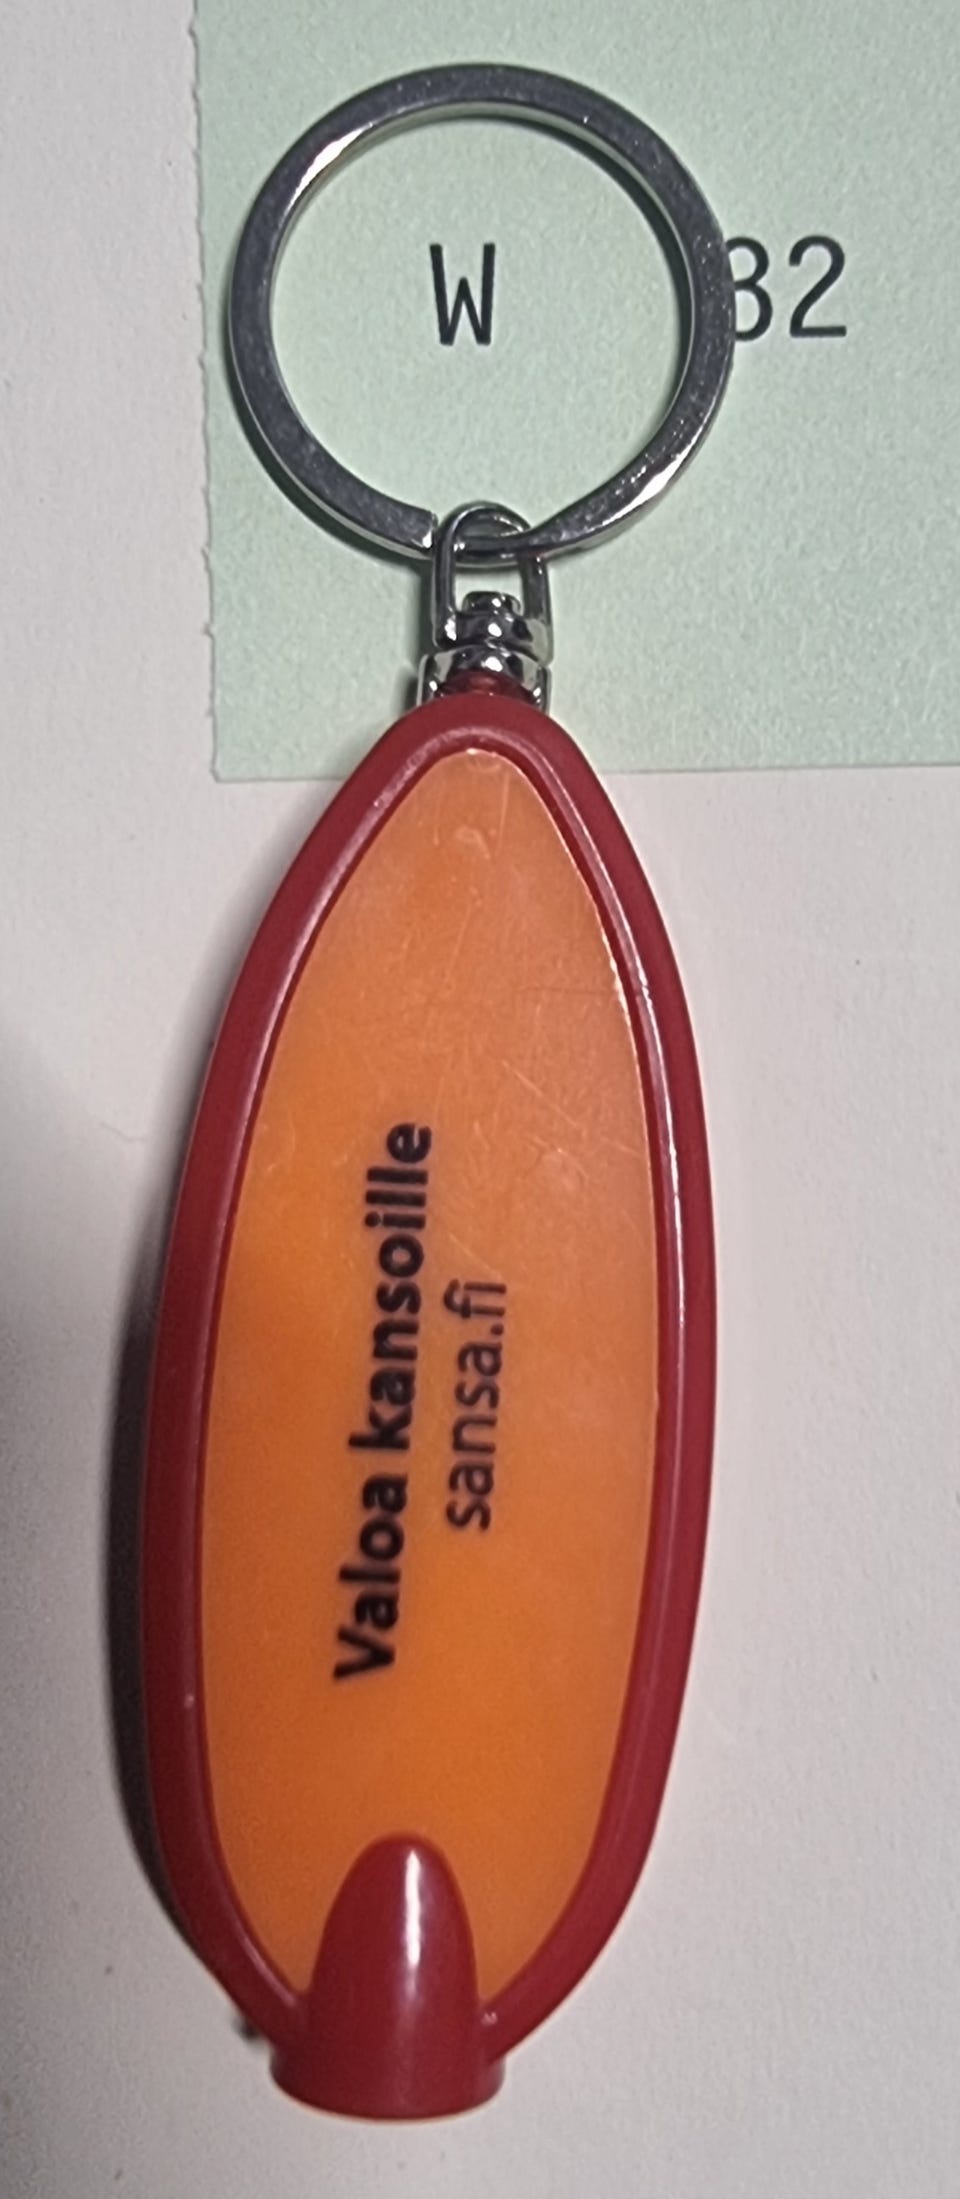 W 32
Valoa kansoille
sansa.fi